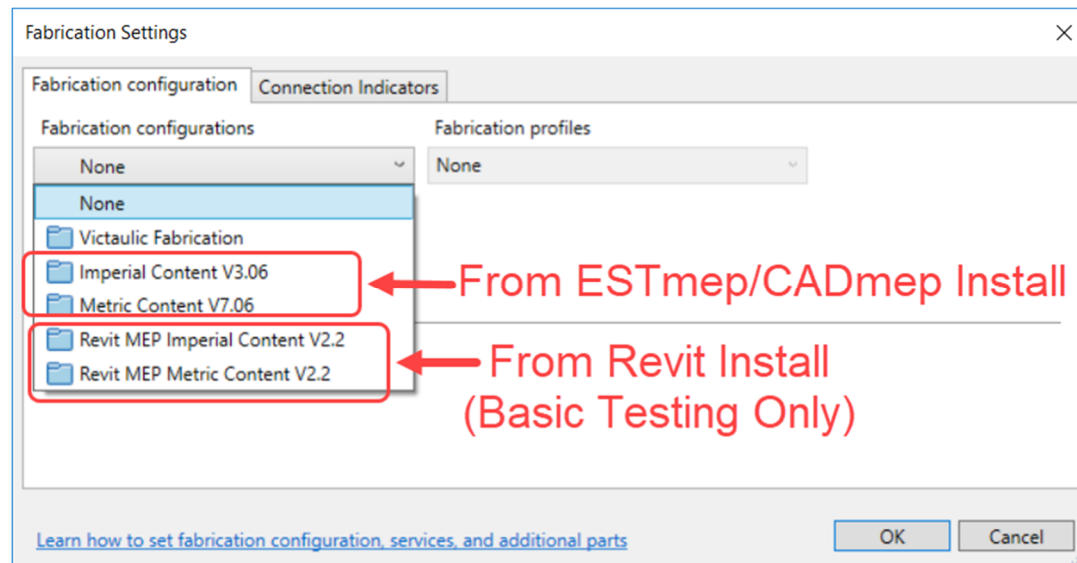 Fabrication Settings
Fabrication configuration
Connection Indicators
Fabrication configurations
Fabrication profiles
None
None
None
Victaulic Fabrication
Imperial Content V3.06
Metric Content V7.06
From ESTmep/CADmep Install
Revit MEP Imperial Content V2.2
Revit MEP Metric Content V2.2
From Revit Install
(Basic Testing Only)
Learn how to set fabrication configuration, services, and additional parts
OK
Cancel